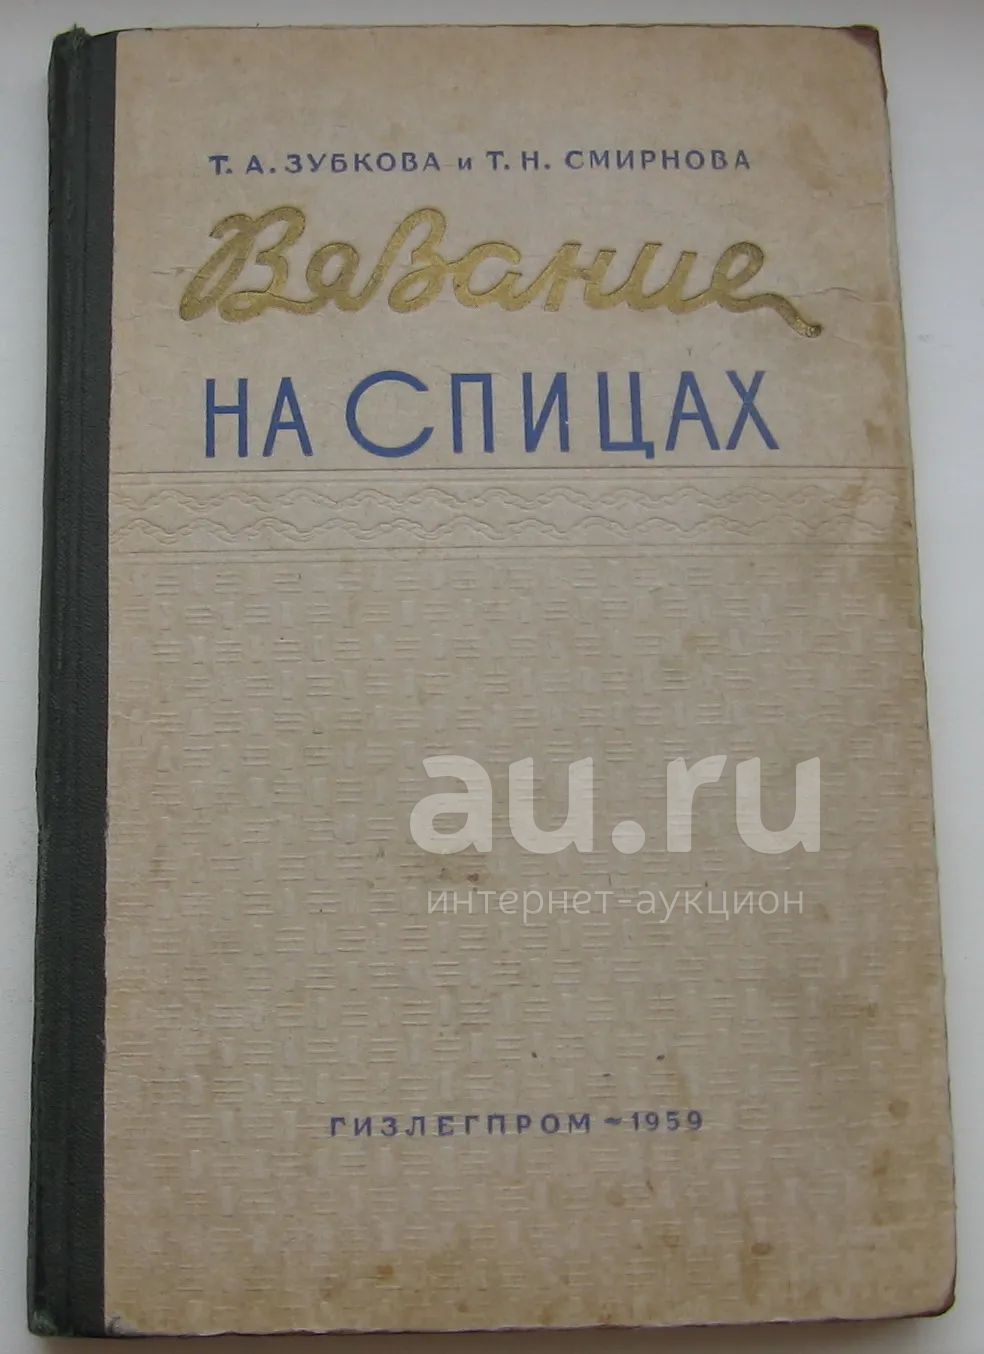 Т. А. ЗУБКОВА и Т. Н. СМИРНОВА
Вязание
НА СПИЦАХ
au.ru
интернет-аукцион
ГИЗЛЕГПРОМ ~ 1959